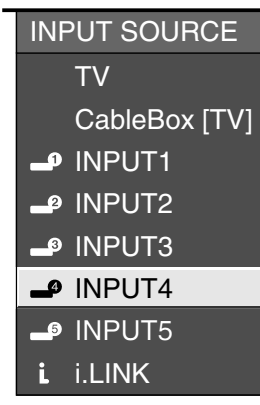 INPUT SOURCE
TV
CableBox [TV]
1 INPUT1
2 INPUT2
3 INPUT3
4 INPUT4
5 INPUT5
i i.LINK